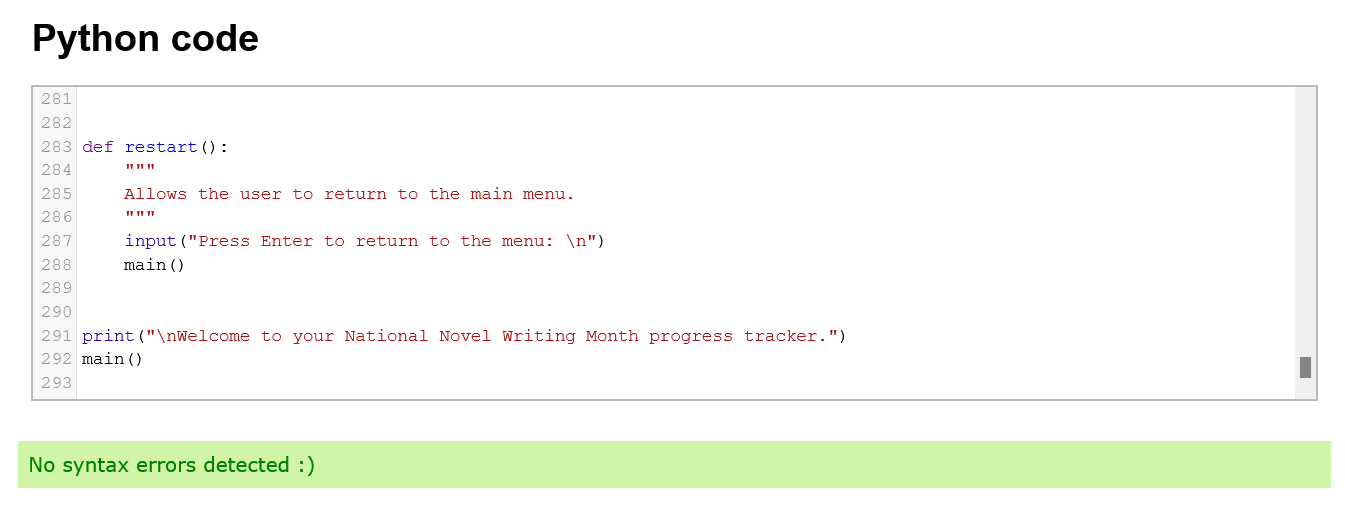 Python code
281
282
283 def restart():
284     """
285     Allows the user to return to the main menu.
286     """
287     input("Press Enter to return to the menu: \n")
288     main()
289
290
291 print("\nWelcome to your National Novel Writing Month progress tracker.")
292 main()
293
No syntax errors detected :)